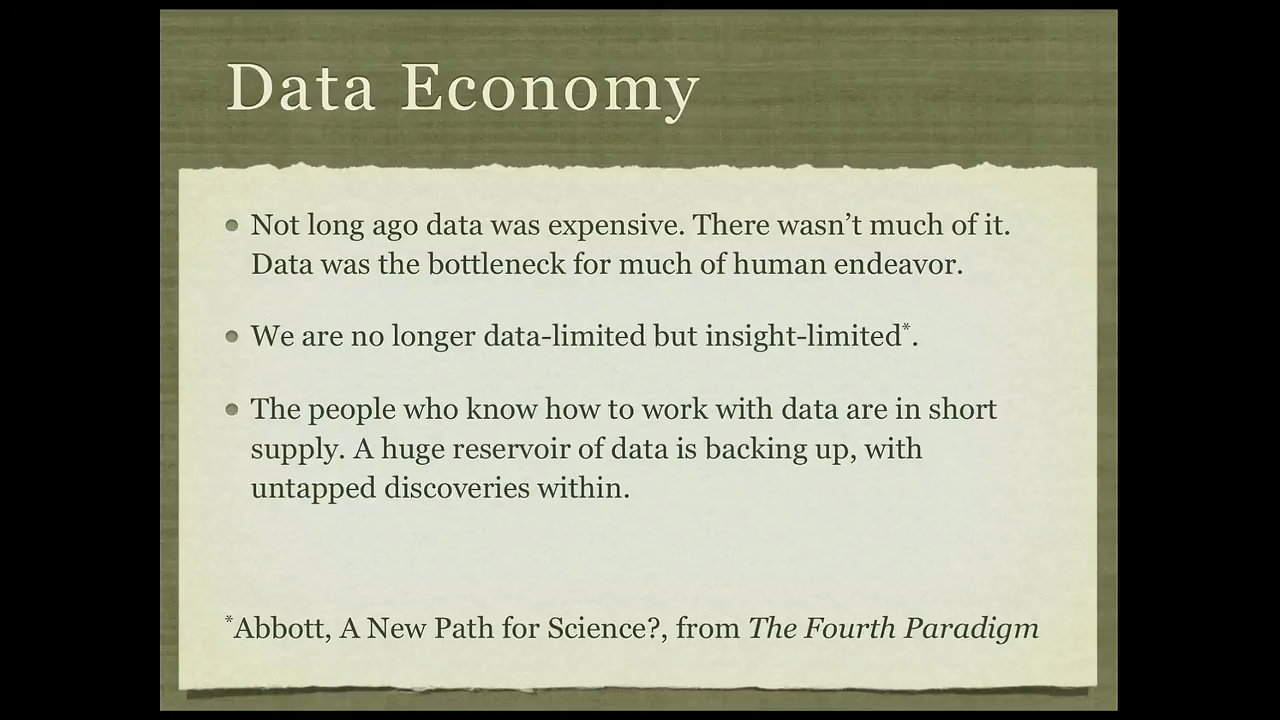 Data Economy
Not long ago data was expensive. There wasn’t much of it.
Data was the bottleneck for much of human endeavor.
We are no longer data-limited but insight-limited*.
The people who know how to work with data are in short
supply. A huge reservoir of data is backing up, with
untapped discoveries within.
*Abbott, A New Path for Science?, from The Fourth Paradigm